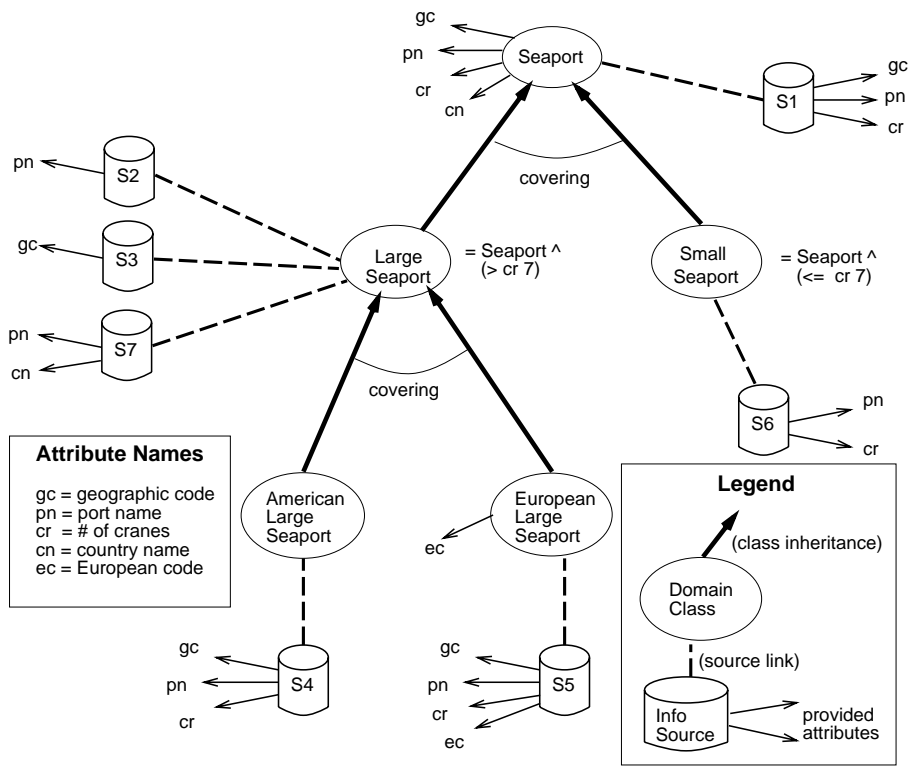 gc
pn
cr
cn
Seaport
S1
gc
pn
cr
covering
pn
S2
gc
S3
pn
cn
S7
Large
Seaport
= Seaport ^
(> cr 7)
Small
Seaport
= Seaport ^
(<= cr 7)
covering
S6
pn
cr
Attribute Names
gc = geographic code
pn = port name
cr = # of cranes
cn = country name
ec = European code
American
Large
Seaport
European
Large
Seaport
ec
gc
pn
cr
S4
gc
pn
cr
ec
S5
Legend
(class inheritance)
Domain
Class
(source link)
Info
Source
provided
attributes